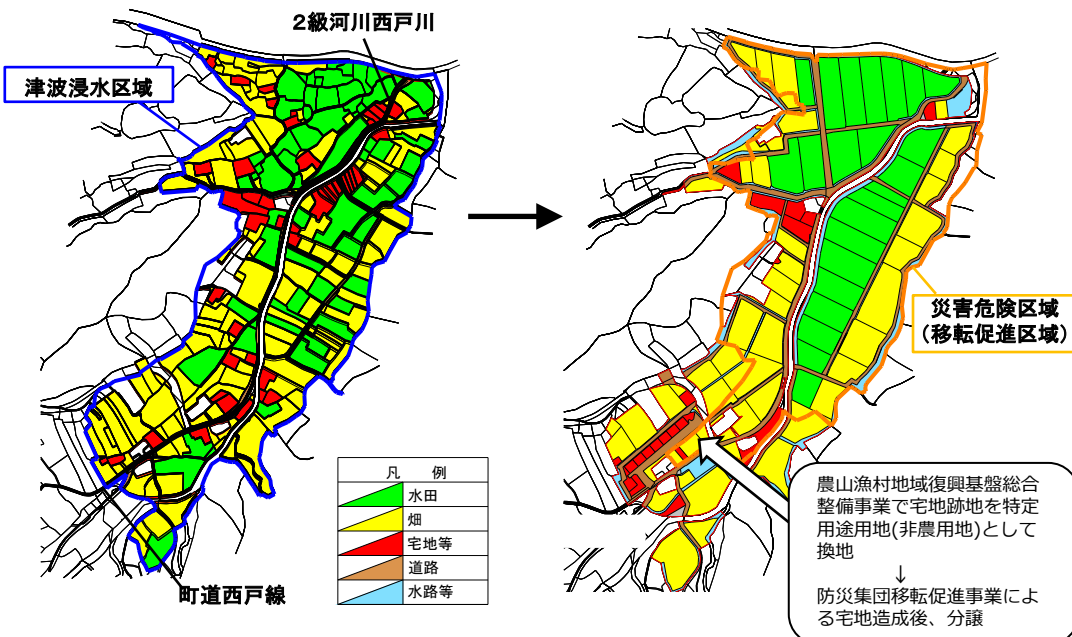 2級河川西戸川
津波浸水区域
災害危険区域
(移転促進区域)
凡 例
水田
畑
宅地等
道路
水路等
町道西戸線
農山漁村地域復興基盤総合
整備事業で宅地跡地を特定
用途用地(非農用地)として
換地
↓
防災集団移転促進事業によ
る宅地造成後、分譲